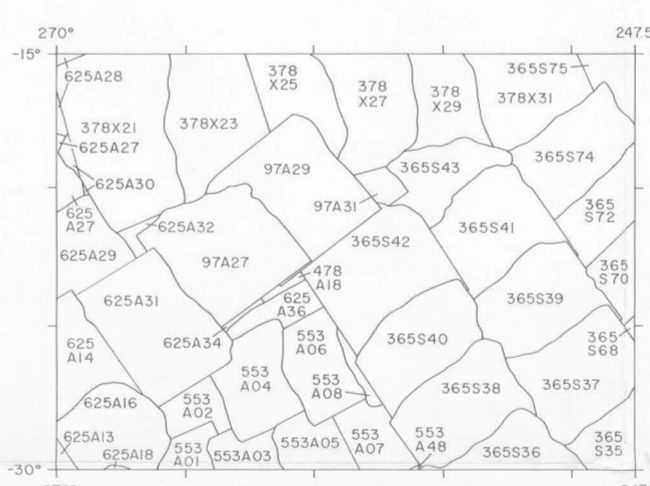 270°
247.5
-15°
625A28
378
X25
378
X27
378
X29
365S75
378X31
378X21
378X23
625A27
625A30
97A29
365S43
365S74
97A31
625
A27
625A32
365S42
365S41
365
S72
625A29
97A27
478
A18
365
S70
625A31
625
A36
365S39
625A34
553
A06
365S40
365
S68
625
A14
553
A04
553
A08
365S38
365S37
625A16
553
A02
625A13
625A18
553
A01
553A03
553A05
553
A07
553
A48
365S36
365
S35
-30°